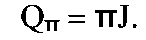 Qπ = πJ.